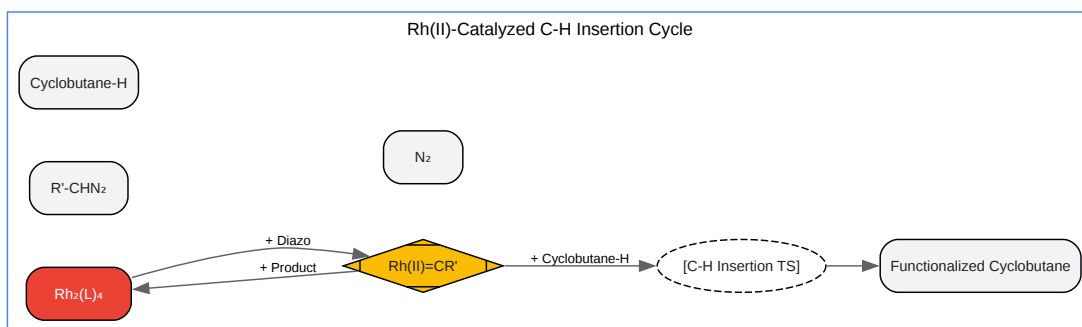 Rh(II)-Catalyzed C-H Insertion Cycle
Cyclobutane-H
N₂
R'-CHN₂
+ Diazo
+ Product
Rh₂(L)₄
Rh(II)=CR'
+ Cyclobutane-H
[C-H Insertion TS]
Functionalized Cyclobutane